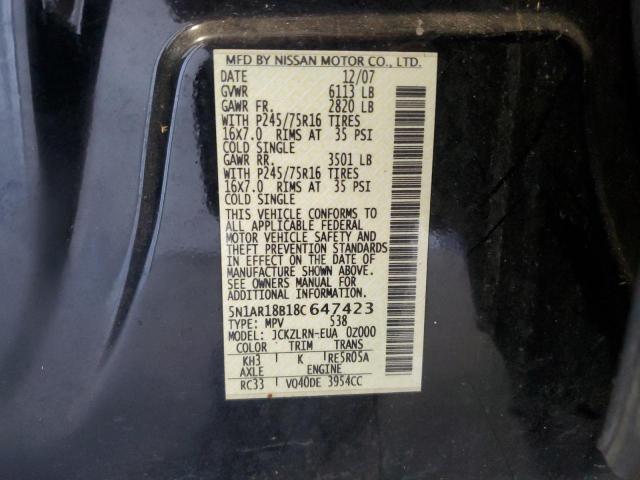 MFD BY NISSAN MOTOR CO., LTD.
DATE 12/07
GVWR 6113 LB
GAWR FR. 2820 LB
WITH P245/75R16 TIRES
16X7.0 RIMS AT 35 PSI
COLD SINGLE
GAWR RR. 3501 LB
WITH P245/75R16 TIRES
16X7.0 RIMS AT 35 PSI
COLD SINGLE
THIS VEHICLE CONFORMS TO
ALL APPLICABLE FEDERAL
MOTOR VEHICLE SAFETY AND
THEFT PREVENTION STANDARDS
IN EFFECT ON THE DATE OF
MANUFACTURE SHOWN ABOVE.
SEE OWNERS MANUAL FOR
ADDITIONAL INFORMATION.
5N1AR18B18C647423
TYPE: MPV 538
MODEL: JCKZLRN-EUA 0Z000
COLOR TRIM TRANS
KH3 K RE5R05A
AXLE ENGINE
RC33 VQ40DE 3954CC